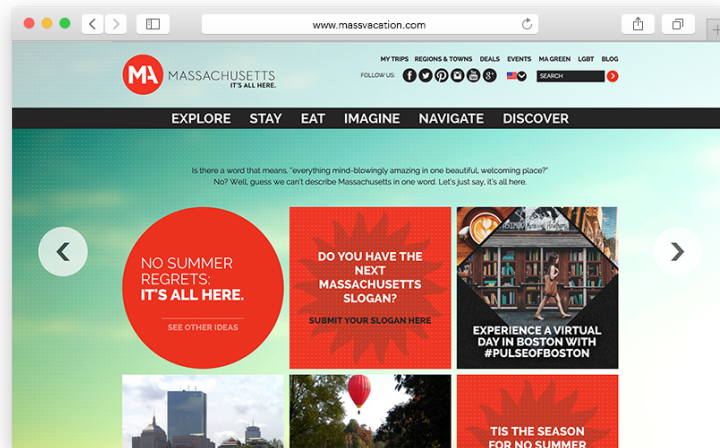 www.massvacation.com
MY TRIPS REGIONS & TOWNS DEALS EVENTS MA GREEN LGBT BLOG
MA MASSACHUSETTS
IT'S ALL HERE.
FOLLOW US:
SEARCH
EXPLORE STAY EAT IMAGINE NAVIGATE DISCOVER
Is there a word that means, "everything mind-blowingly amazing in one beautiful, welcoming place?"
No? Well, guess we can't describe Massachusetts in one word. Let's just say, it's all here.
NO SUMMER
REGRETS:
IT'S ALL HERE.
SEE OTHER IDEAS
DO YOU HAVE THE
NEXT
MASSACHUSETTS
SLOGAN?
SUBMIT YOUR SLOGAN HERE
EXPERIENCE A VIRTUAL
DAY IN BOSTON WITH
#PULSEOFBOSTON
TIS THE SEASON
FOR NO SUMMER